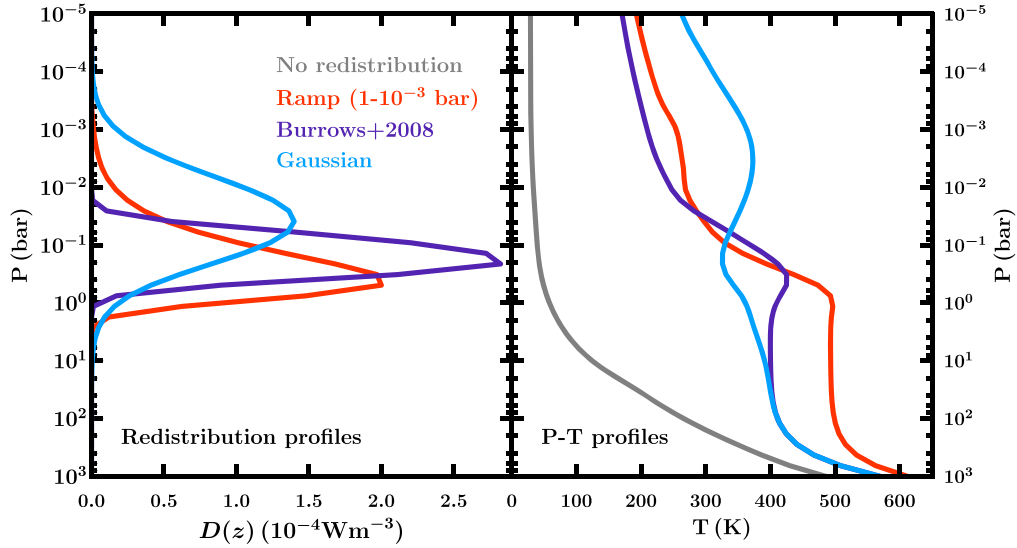 10⁻⁵
10⁻⁴
10⁻³
10⁻²
10⁻¹
10⁰
10¹
10²
10³
P (bar)
No redistribution
Ramp (1-10⁻³ bar)
Burrows+2008
Gaussian
Redistribution profiles
0.0 0.5 1.0 1.5 2.0 2.5
D(z) (10⁻⁴Wm⁻³)
P-T profiles
0 100 200 300 400 500 600
T (K)
10⁻⁵
10⁻⁴
10⁻³
10⁻²
10⁻¹
10⁰
10¹
10²
10³
P (bar)